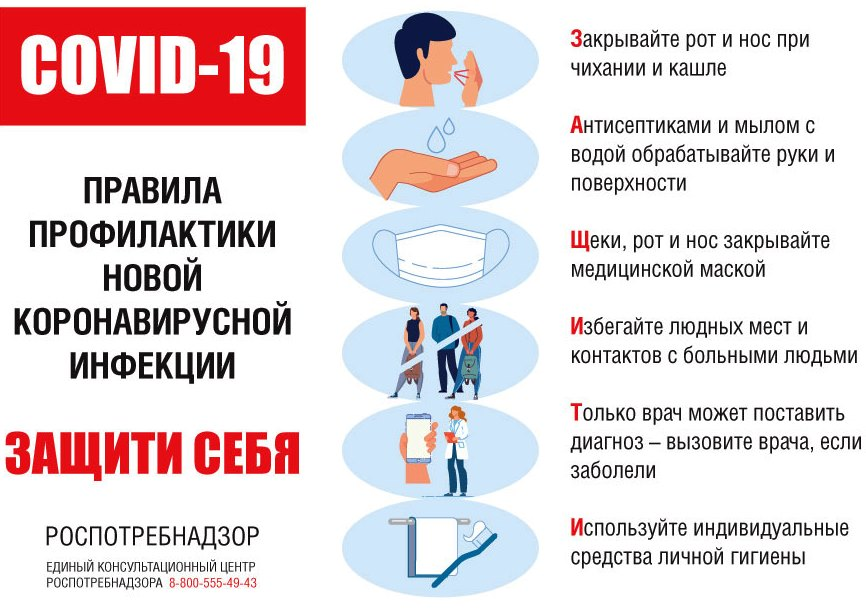 COVID-19
ПРАВИЛА
ПРОФИЛАКТИКИ
НОВОЙ
КОРОНАВИРУСНОЙ
ИНФЕКЦИИ
ЗАЩИТИ СЕБЯ
РОСПОТРЕБНАДЗОР
ЕДИНЫЙ КОНСУЛЬТАЦИОННЫЙ ЦЕНТР
РОСПОТРЕБНАДЗОРА 8-800-555-49-43
Закрывайте рот и нос при
чихании и кашле
Антисептиками и мылом с
водой обрабатывайте руки и
поверхности
Щеки, рот и нос закрывайте
медицинской маской
Избегайте людных мест и
контактов с больными людьми
Только врач может поставить
диагноз – вызовите врача, если
заболели
Используйте индивидуальные
средства личной гигиены